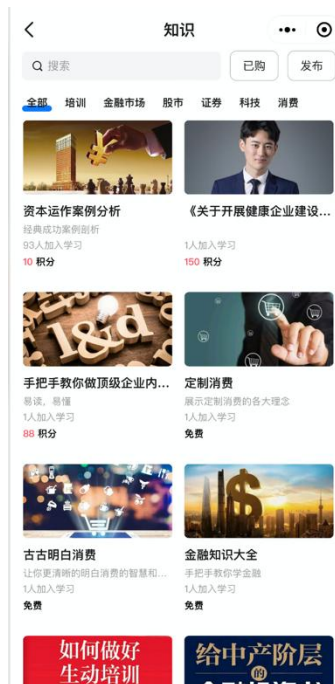 知识
搜索
已购
发布
全部 培训 金融市场 股市 证券 科技 消费
资本运作案例分析
经典成功案例剖析
93人加入学习
10 积分
《关于开展健康企业建设...
1人加入学习
150 积分
l&d
手把手教你做顶级企业内...
易读，易懂
1人加入学习
88 积分
定制消费
展示定制消费的各大理念
1人加入学习
免费
古古明白消费
让你更清晰的明白消费的智慧和...
1人加入学习
免费
金融知识大全
手把手教你学金融
1人加入学习
免费
如何做好
生动培训
给中产阶层
的